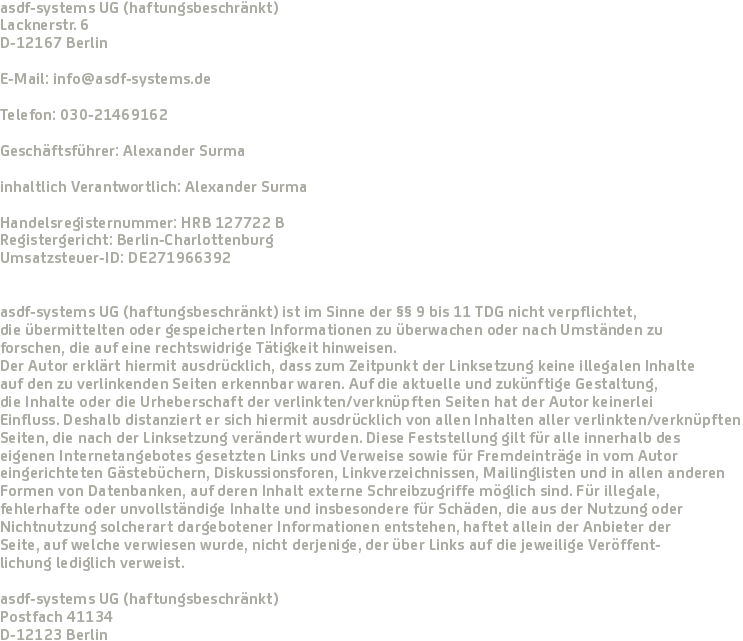 asdf-systems UG (haftungsbeschränkt)
Lacknerstr. 6
D-12167 Berlin
E-Mail: info@asdf-systems.de
Telefon: 030-21469162
Geschäftsführer: Alexander Surma
inhaltlich Verantwortlich: Alexander Surma
Handelsregisternummer: HRB 127722 B
Registergericht: Berlin-Charlottenburg
Umsatzsteuer-ID: DE271966392
asdf-systems UG (haftungsbeschränkt) ist im Sinne der §§ 9 bis 11 TDG nicht verpflichtet,
die übermittelten oder gespeicherten Informationen zu überwachen oder nach Umständen zu
forschen, die auf eine rechtswidrige Tätigkeit hinweisen.
Der Autor erklärt hiermit ausdrücklich, dass zum Zeitpunkt der Linksetzung keine illegalen Inhalte
auf den zu verlinkenden Seiten erkennbar waren. Auf die aktuelle und zukünftige Gestaltung,
die Inhalte oder die Urheberschaft der verlinkten/verknüpften Seiten hat der Autor keinerlei
Einfluss. Deshalb distanziert er sich hiermit ausdrücklich von allen Inhalten aller verlinkten/verknüpften
Seiten, die nach der Linksetzung verändert wurden. Diese Feststellung gilt für alle innerhalb des
eigenen Internetangebotes gesetzten Links und Verweise sowie für Fremdeinträge in vom Autor
eingerichteten Gästebüchern, Diskussionsforen, Linkverzeichnissen, Mailinglisten und in allen anderen
Formen von Datenbanken, auf deren Inhalt externe Schreibzugriffe möglich sind. Für illegale,
fehlerhafte oder unvollständige Inhalte und insbesondere für Schäden, die aus der Nutzung oder
Nichtnutzung solcherart dargebotener Informationen entstehen, haftet allein der Anbieter der
Seite, auf welche verwiesen wurde, nicht derjenige, der über Links auf die jeweilige Veröffent-
lichung lediglich verweist.
asdf-systems UG (haftungsbeschränkt)
Postfach 41134
D-12123 Berlin